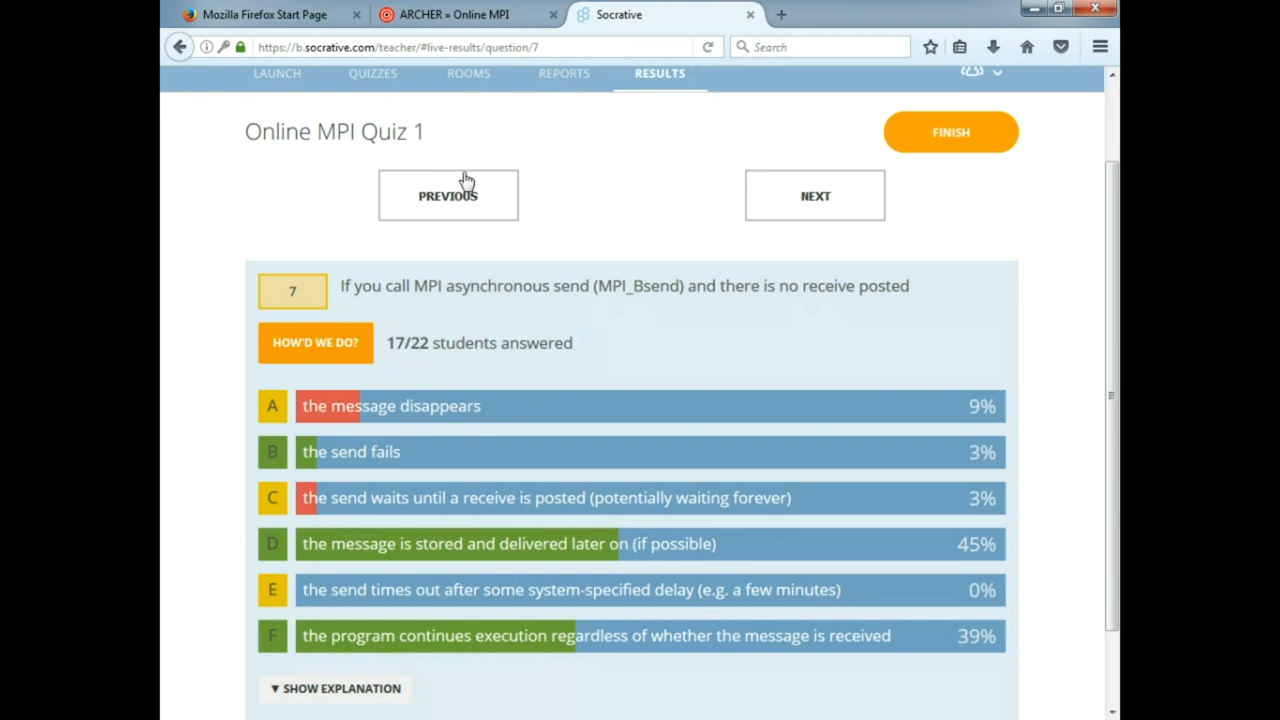 Mozilla Firefox Start Page
ARCHER » Online MPI
Socrative
https://b.socrative.com/teacher/#live-results/question/7
Search
LAUNCH
QUIZZES
ROOMS
REPORTS
RESULTS
Online MPI Quiz 1
FINISH
PREVIOUS
NEXT
7
If you call MPI asynchronous send (MPI_Bsend) and there is no receive posted
HOW'D WE DO?
17/22 students answered
A the message disappears 9%
B the send fails 3%
C the send waits until a receive is posted (potentially waiting forever) 3%
D the message is stored and delivered later on (if possible) 45%
E the send times out after some system-specified delay (e.g. a few minutes) 0%
F the program continues execution regardless of whether the message is received 39%
▼ SHOW EXPLANATION